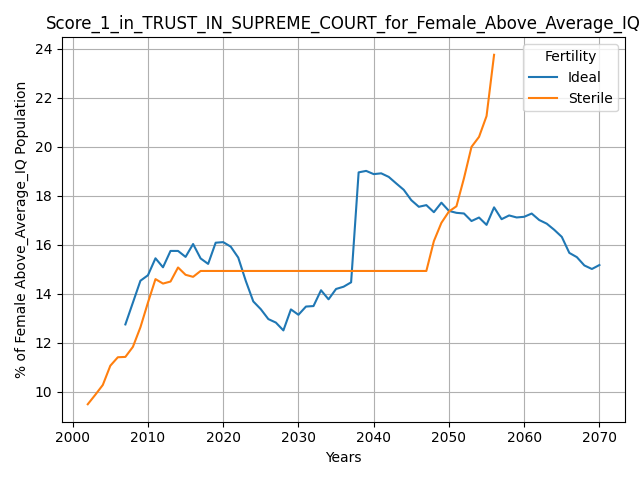 Score_1_in_TRUST_IN_SUPREME_COURT_for_Female_Above_Average_IQ
24
22
20
18
16
14
12
10
% of Female Above_Average_IQ Population
Fertility
Ideal
Sterile
2000 2010 2020 2030 2040 2050 2060 2070
Years